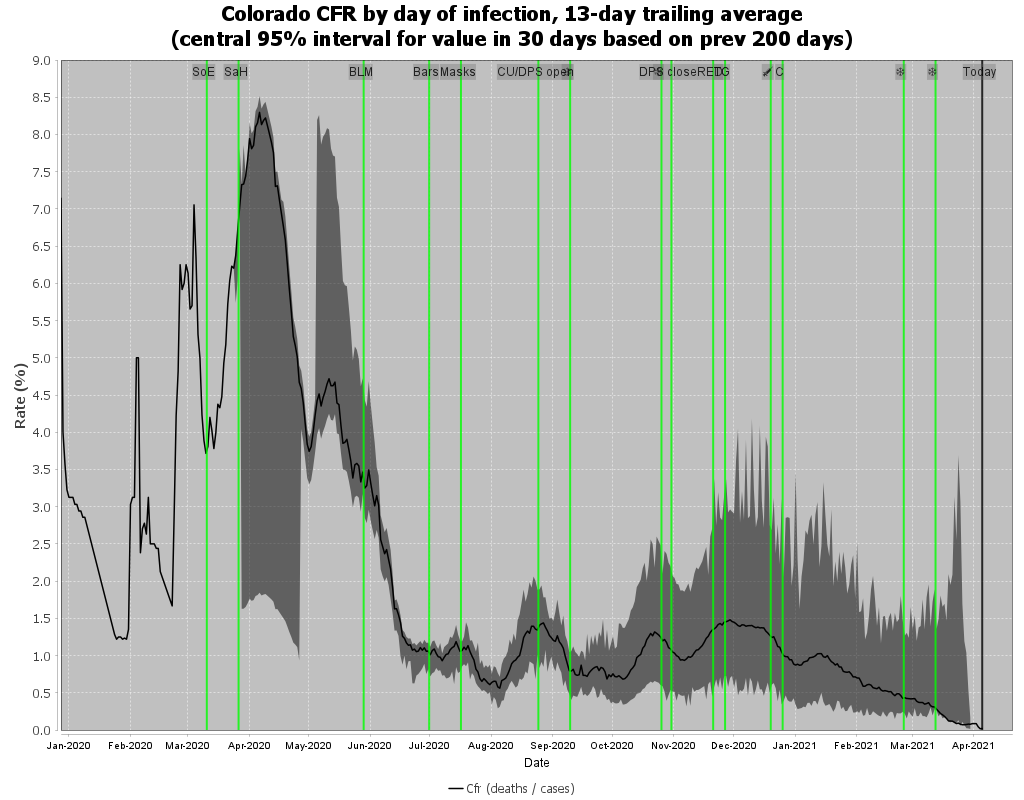 Colorado CFR by day of infection, 13-day trailing average
(central 95% interval for value in 30 days based on prev 200 days)
SoE SaH BLM Bars Masks CU/DPS open DPS close RED C Today
9.0
8.5
8.0
7.5
7.0
6.5
6.0
5.5
5.0
4.5
4.0
3.5
3.0
2.5
2.0
1.5
1.0
0.5
0.0
Rate (%)
Jan-2020 Feb-2020 Mar-2020 Apr-2020 May-2020 Jun-2020 Jul-2020 Aug-2020 Sep-2020 Oct-2020 Nov-2020 Dec-2020 Jan-2021 Feb-2021 Mar-2021 Apr-2021
Date
Cfr (deaths / cases)